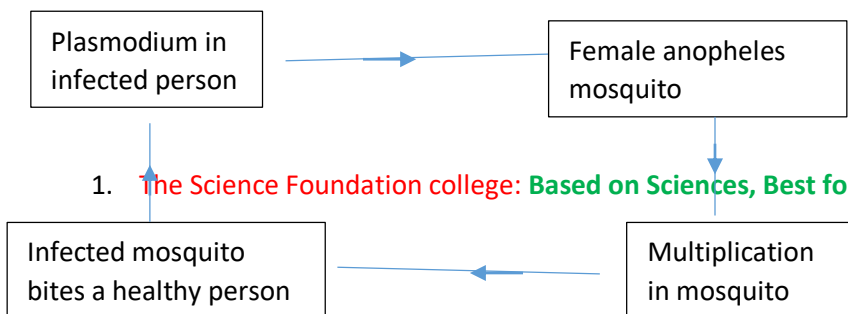 Plasmodium in
infected person
Female anopheles
mosquito
1. The Science Foundation college: Based on Sciences, Best fo
Infected mosquito
bites a healthy person
Multiplication
in mosquito